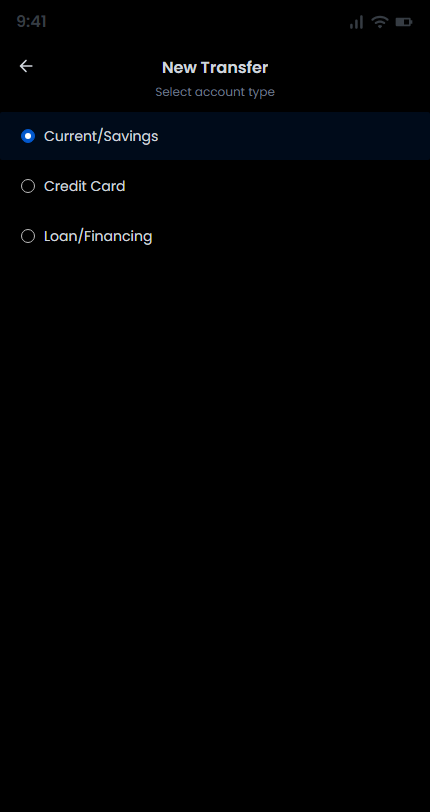 9:41
New Transfer
Select account type
Current/Savings
Credit Card
Loan/Financing